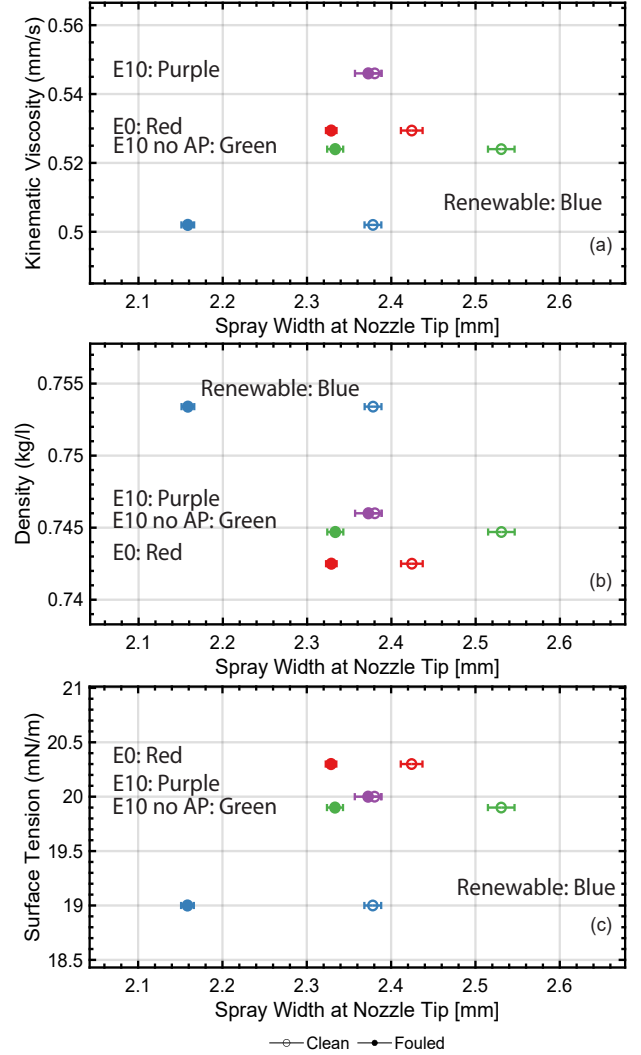 0.56
0.54
0.52
0.5
Kinematic Viscosity (mm/s)
E10: Purple
E0: Red
E10 no AP: Green
Renewable: Blue
(a)
2.1 2.2 2.3 2.4 2.5 2.6
Spray Width at Nozzle Tip [mm]
0.755
0.75
0.745
0.74
Density (kg/l)
Renewable: Blue
E10: Purple
E10 no AP: Green
E0: Red
(b)
2.1 2.2 2.3 2.4 2.5 2.6
Spray Width at Nozzle Tip [mm]
21
20.5
20
19.5
19
18.5
Surface Tension (mN/m)
E0: Red
E10: Purple
E10 no AP: Green
Renewable: Blue
(c)
2.1 2.2 2.3 2.4 2.5 2.6
Spray Width at Nozzle Tip [mm]
Clean Fouled